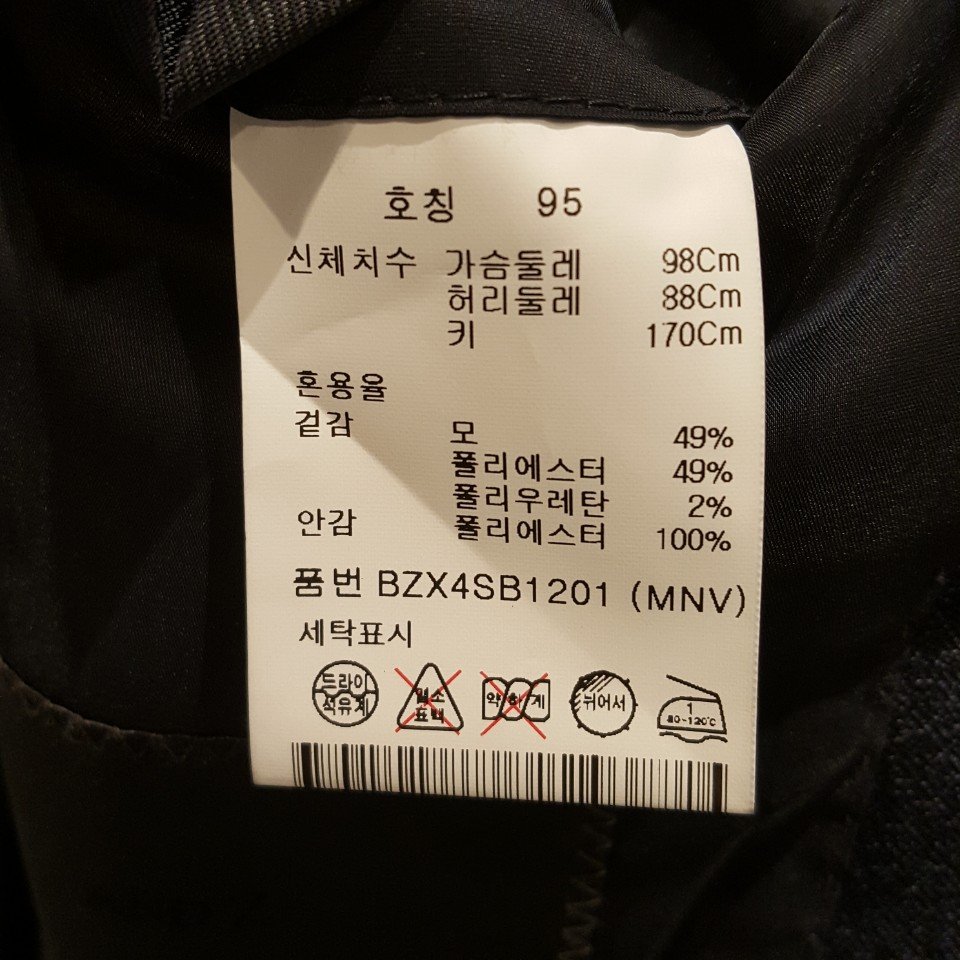 호칭 95
신체치수 가슴둘레 98Cm
허리둘레 88Cm
키 170Cm
혼용율
겉감 모 49%
폴리에스터 49%
폴리우레탄 2%
안감 폴리에스터 100%
품번 BZX4SB1201 (MNV)
세탁표시
드라이
석유계
염소
표백
약하게
뉘어서
1
80~120℃